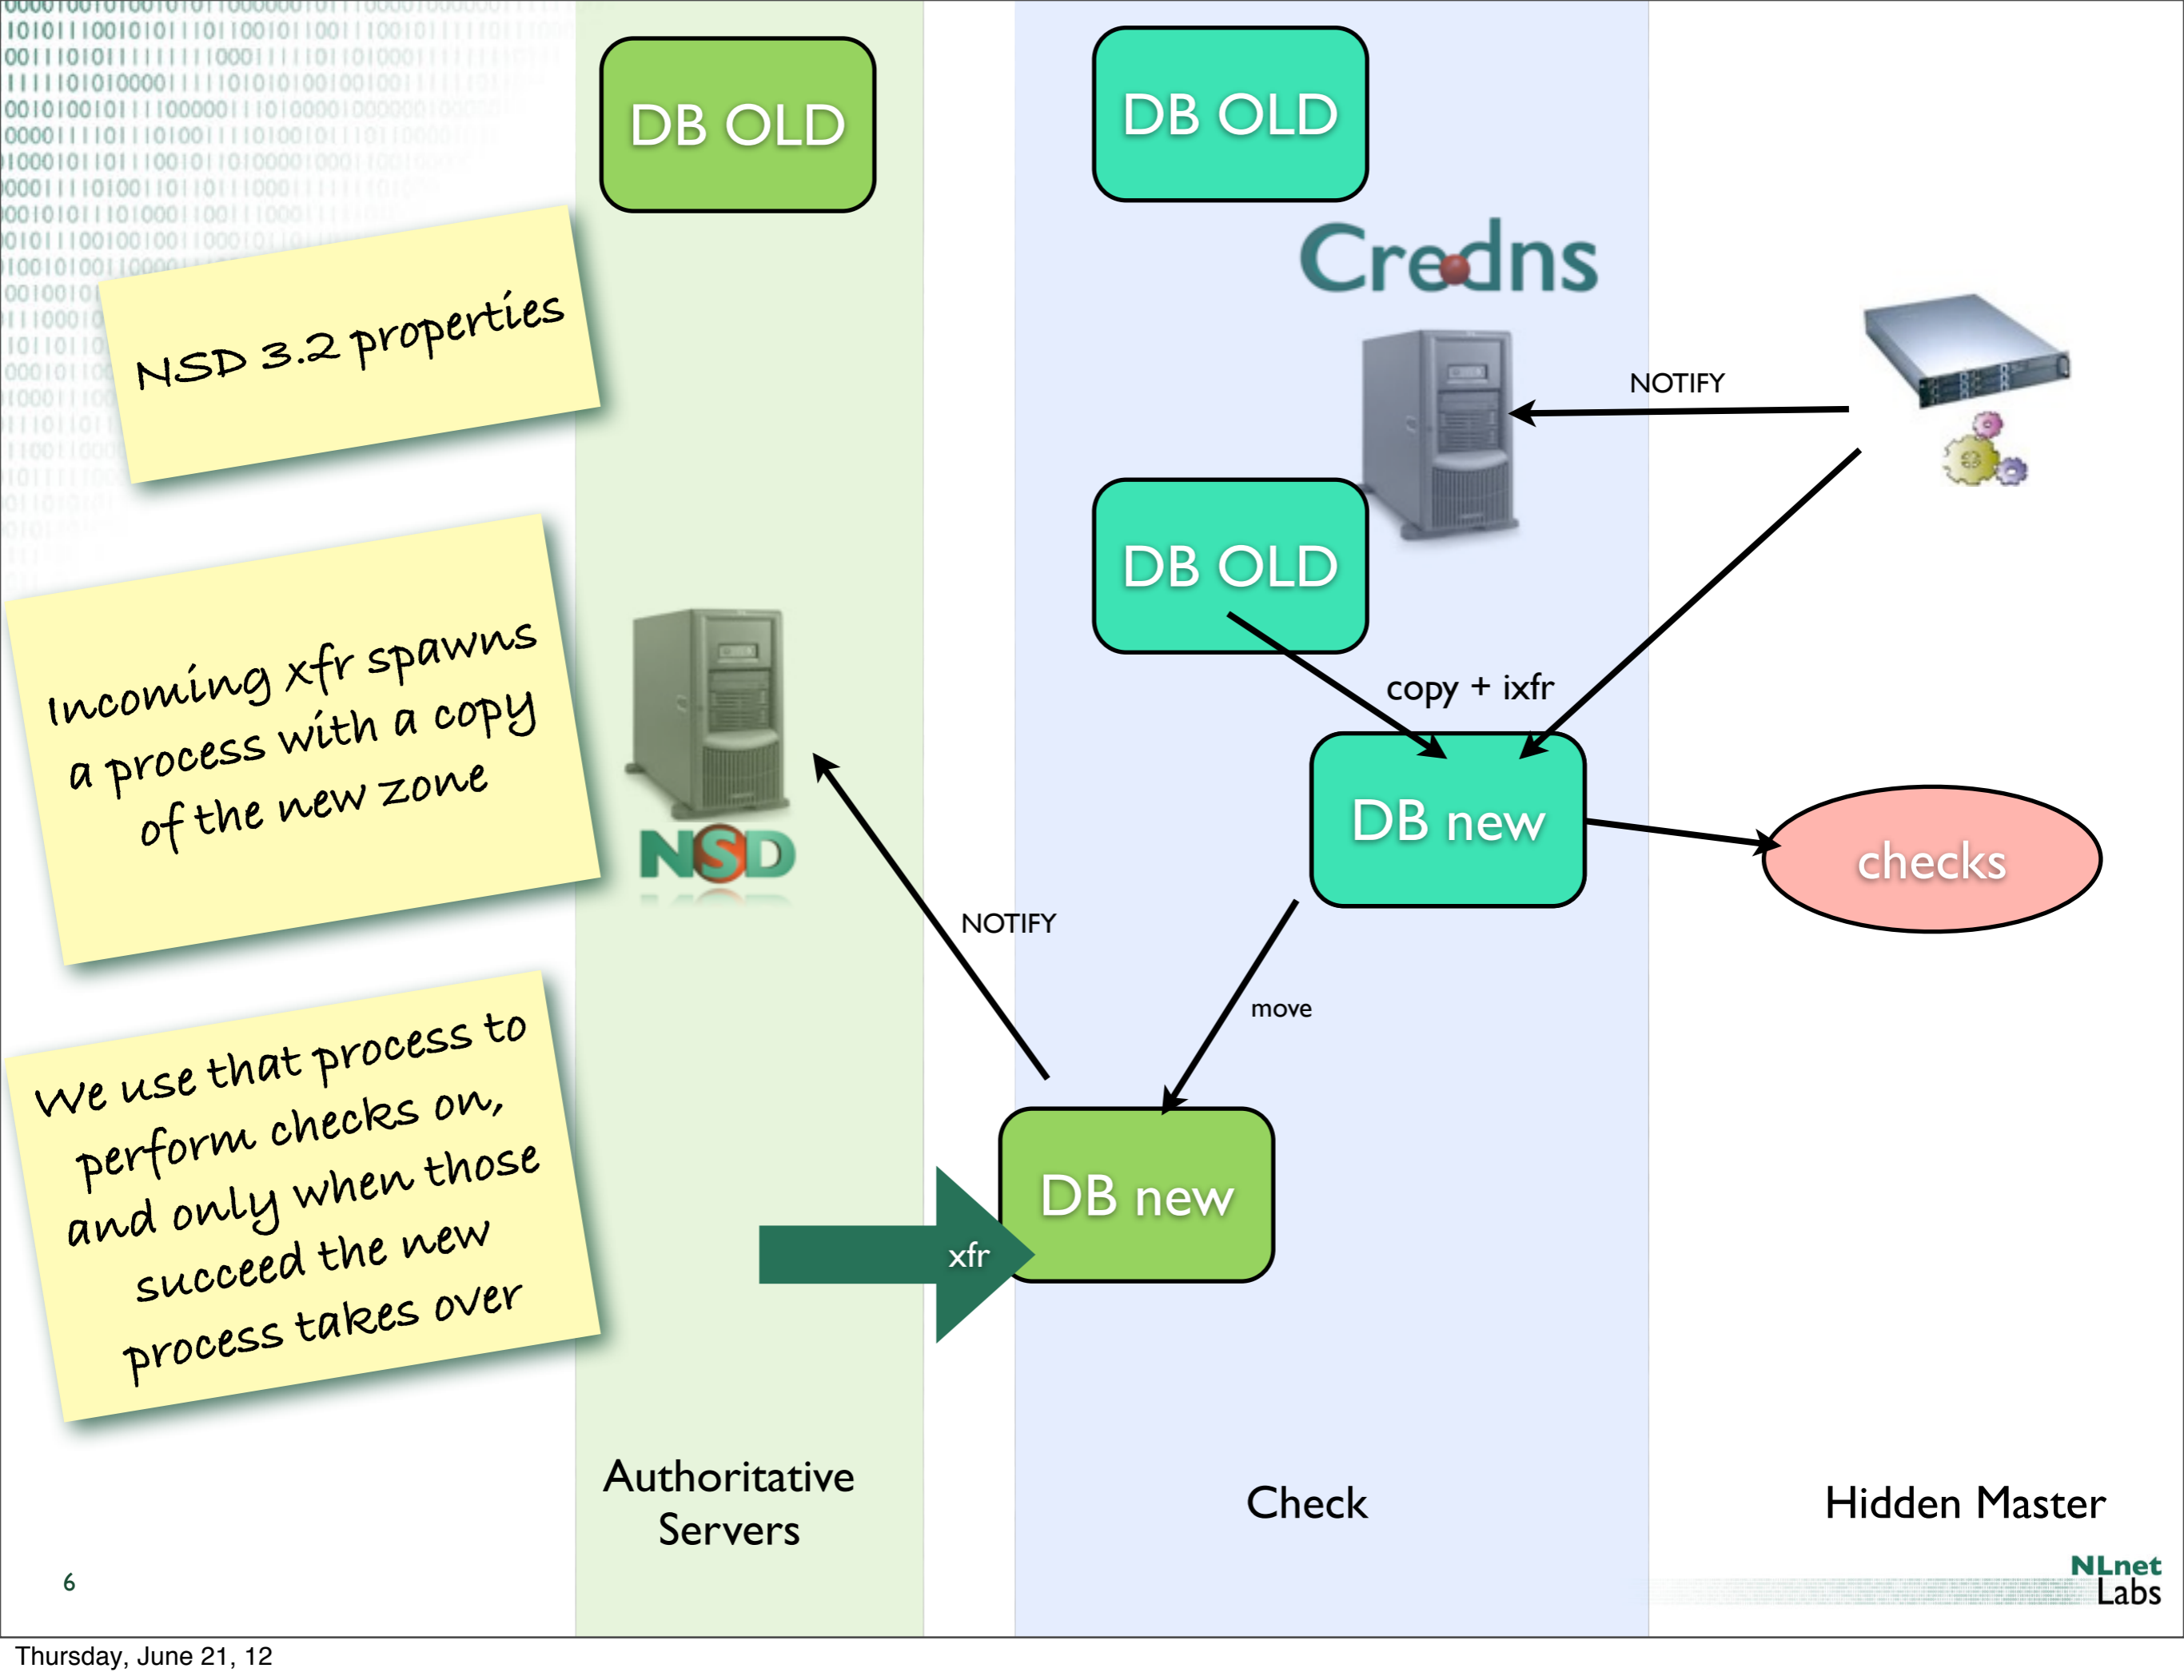 DB OLD
DB OLD
Credns
NSD 3.2 properties
NOTIFY
DB OLD
Incoming xfr spawns
a process with a copy
of the new zone
copy + ixfr
DB new
checks
NSD
NOTIFY
move
We use that process to
perform checks on,
and only when those
succeed the new
process takes over
DB new
xfr
Authoritative
Servers
Check
Hidden Master
6
NLnet
Labs
Thursday, June 21, 12